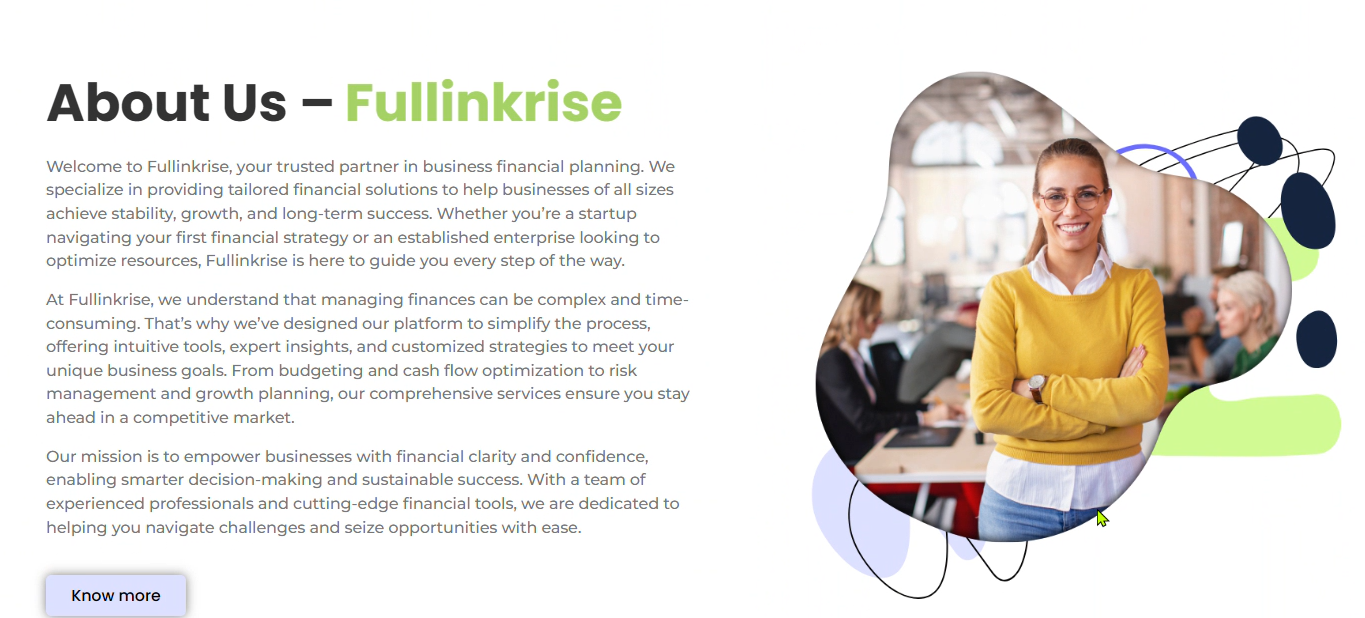 About Us – Fullinkrise
Welcome to Fullinkrise, your trusted partner in business financial planning. We
specialize in providing tailored financial solutions to help businesses of all sizes
achieve stability, growth, and long-term success. Whether you’re a startup
navigating your first financial strategy or an established enterprise looking to
optimize resources, Fullinkrise is here to guide you every step of the way.
At Fullinkrise, we understand that managing finances can be complex and time-
consuming. That’s why we’ve designed our platform to simplify the process,
offering intuitive tools, expert insights, and customized strategies to meet your
unique business goals. From budgeting and cash flow optimization to risk
management and growth planning, our comprehensive services ensure you stay
ahead in a competitive market.
Our mission is to empower businesses with financial clarity and confidence,
enabling smarter decision-making and sustainable success. With a team of
experienced professionals and cutting-edge financial tools, we are dedicated to
helping you navigate challenges and seize opportunities with ease.
Know more